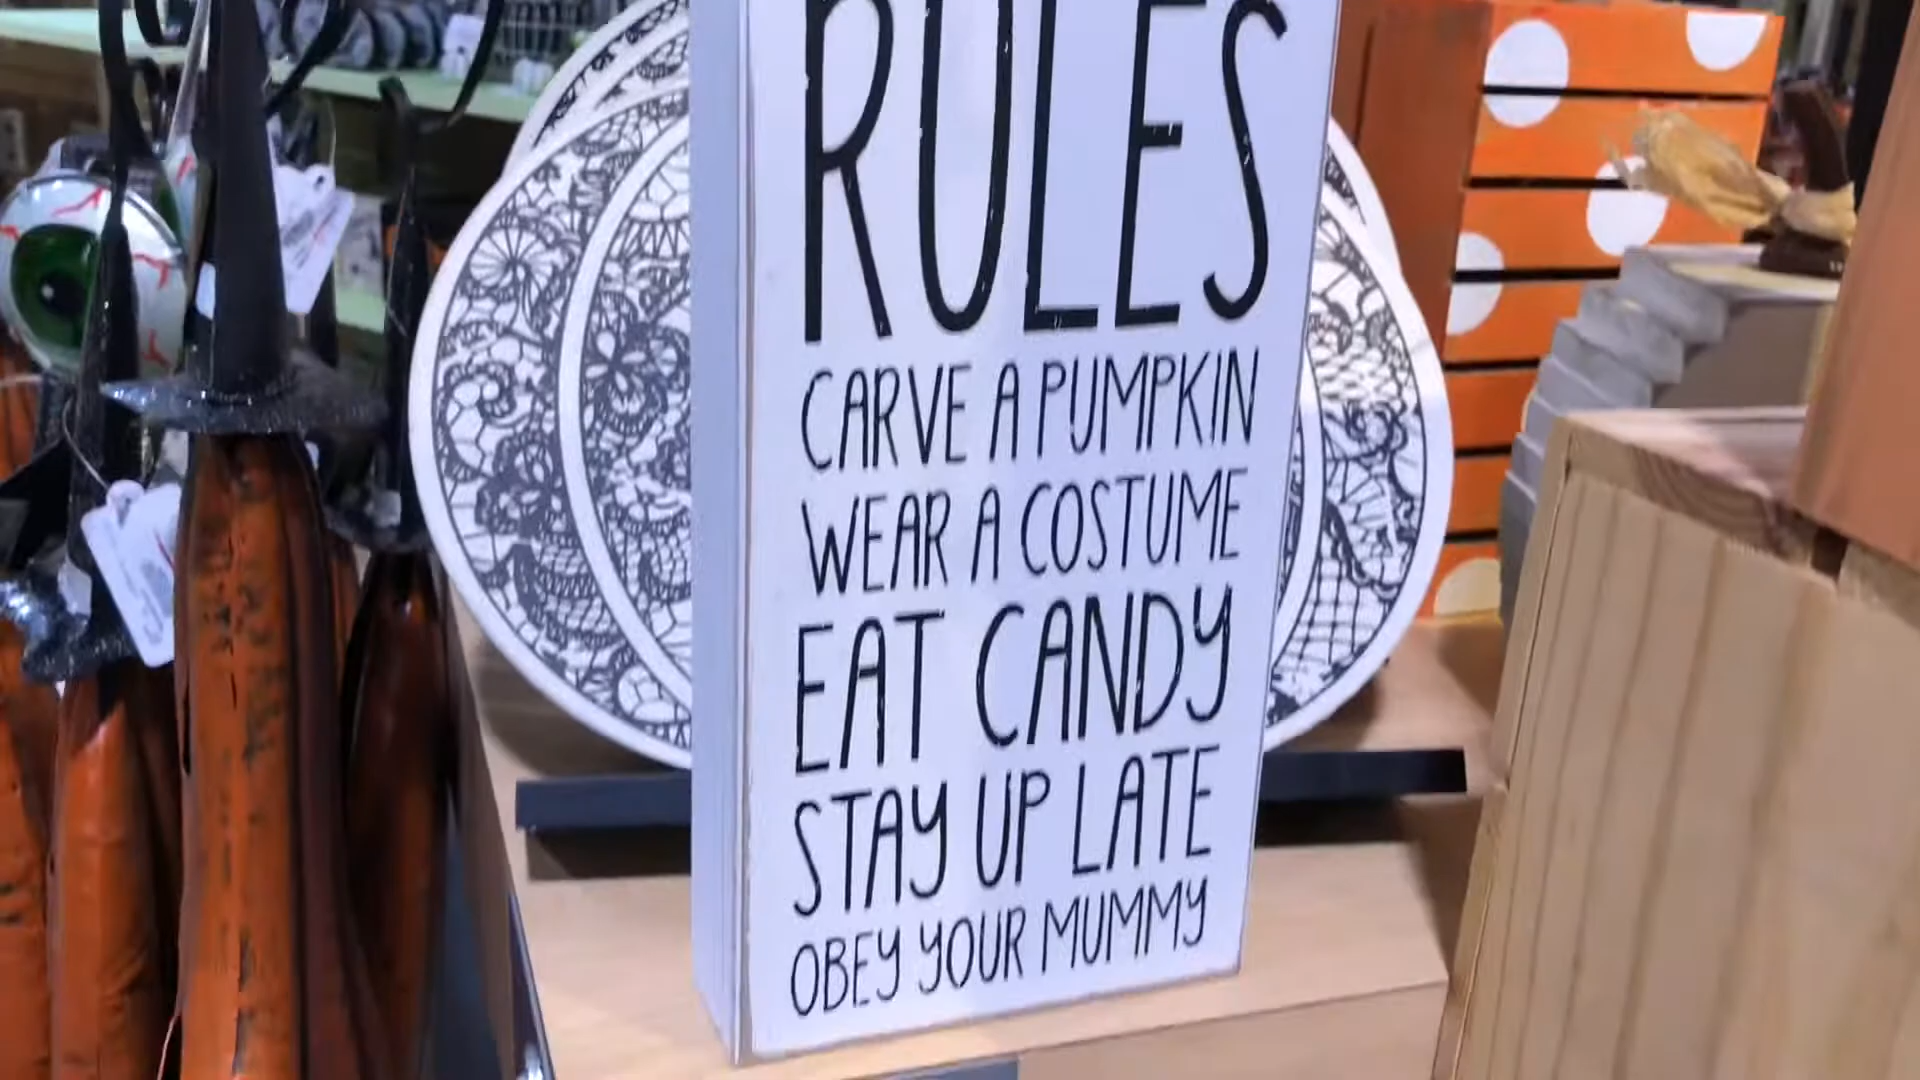 RULES
CARVE A PUMPKIN
WEAR A COSTUME
EAT CANDY
STAY UP LATE
OBEY YOUR MUMMY